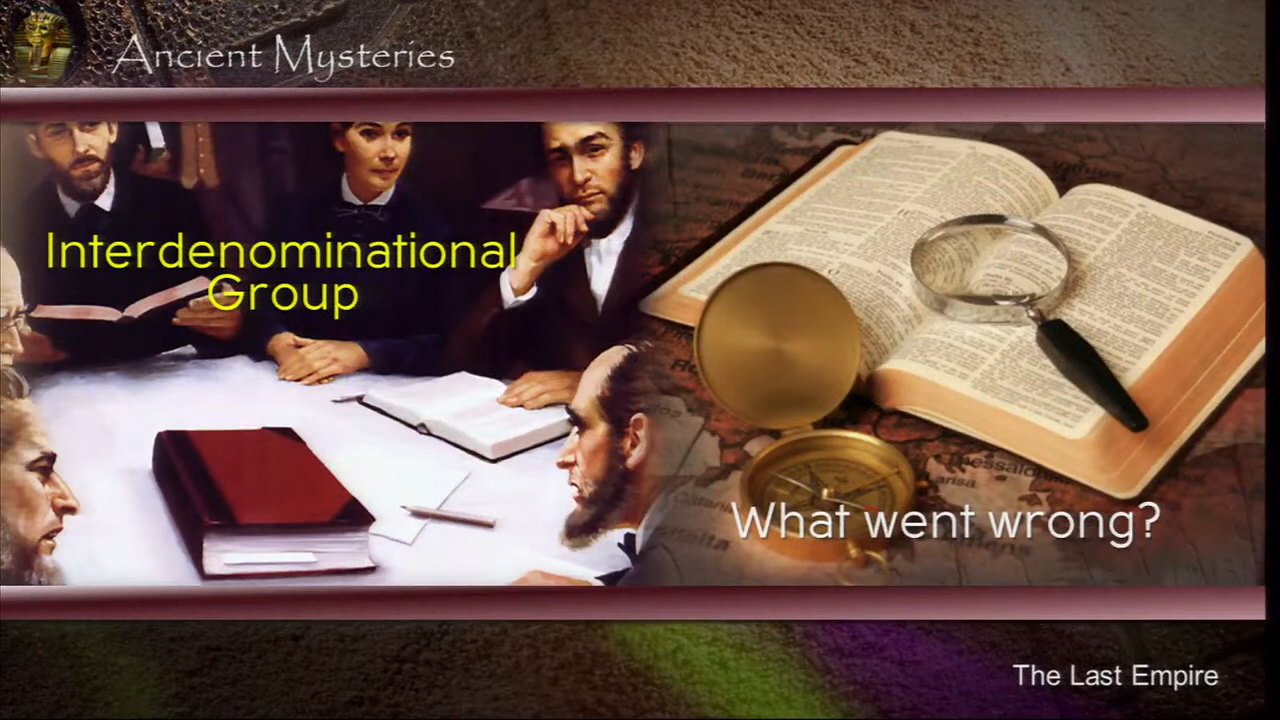 Ancient Mysteries
Interdenominational
Group
What went wrong?
The Last Empire